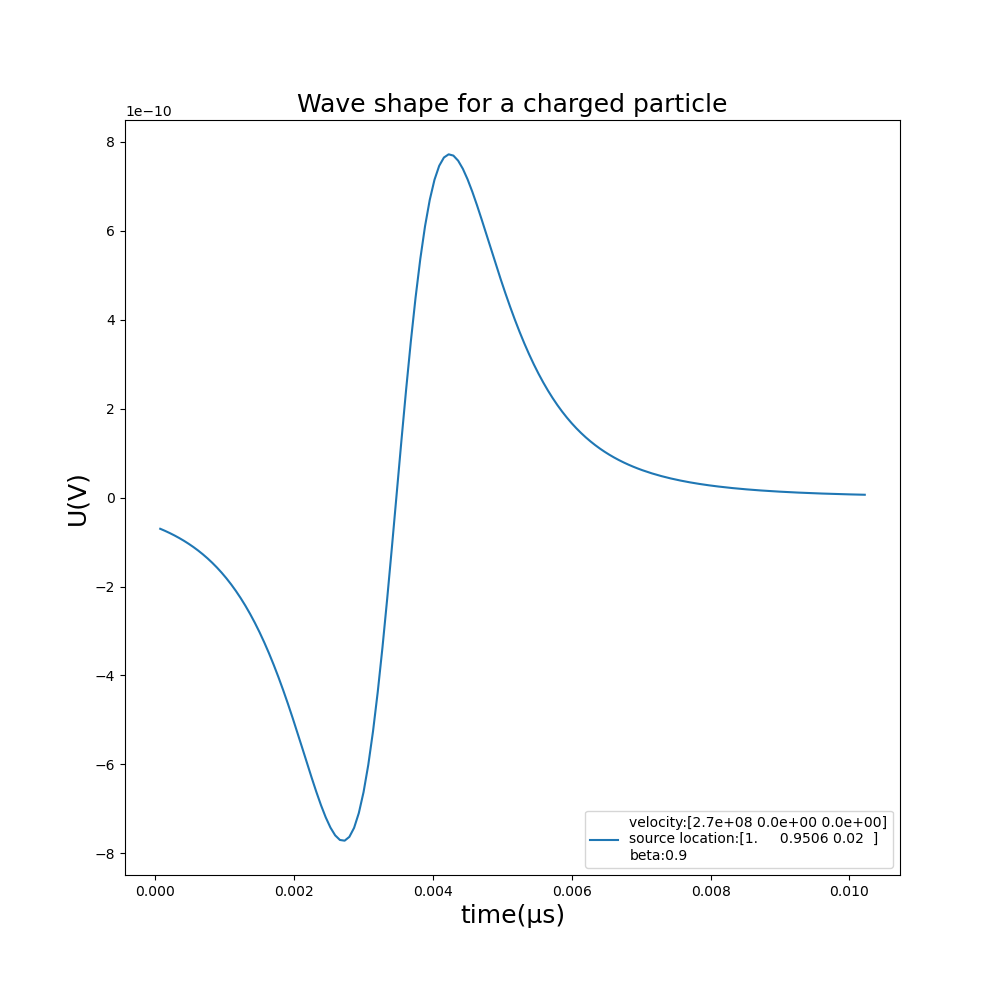 Wave shape for a charged particle
1e−10
8
6
4
2
0
−2
−4
−6
−8
U(V)
velocity:[2.7e+08 0.0e+00 0.0e+00]
source location:[1.     0.9506 0.02  ]
beta:0.9
0.000 0.002 0.004 0.006 0.008 0.010
time(μs)